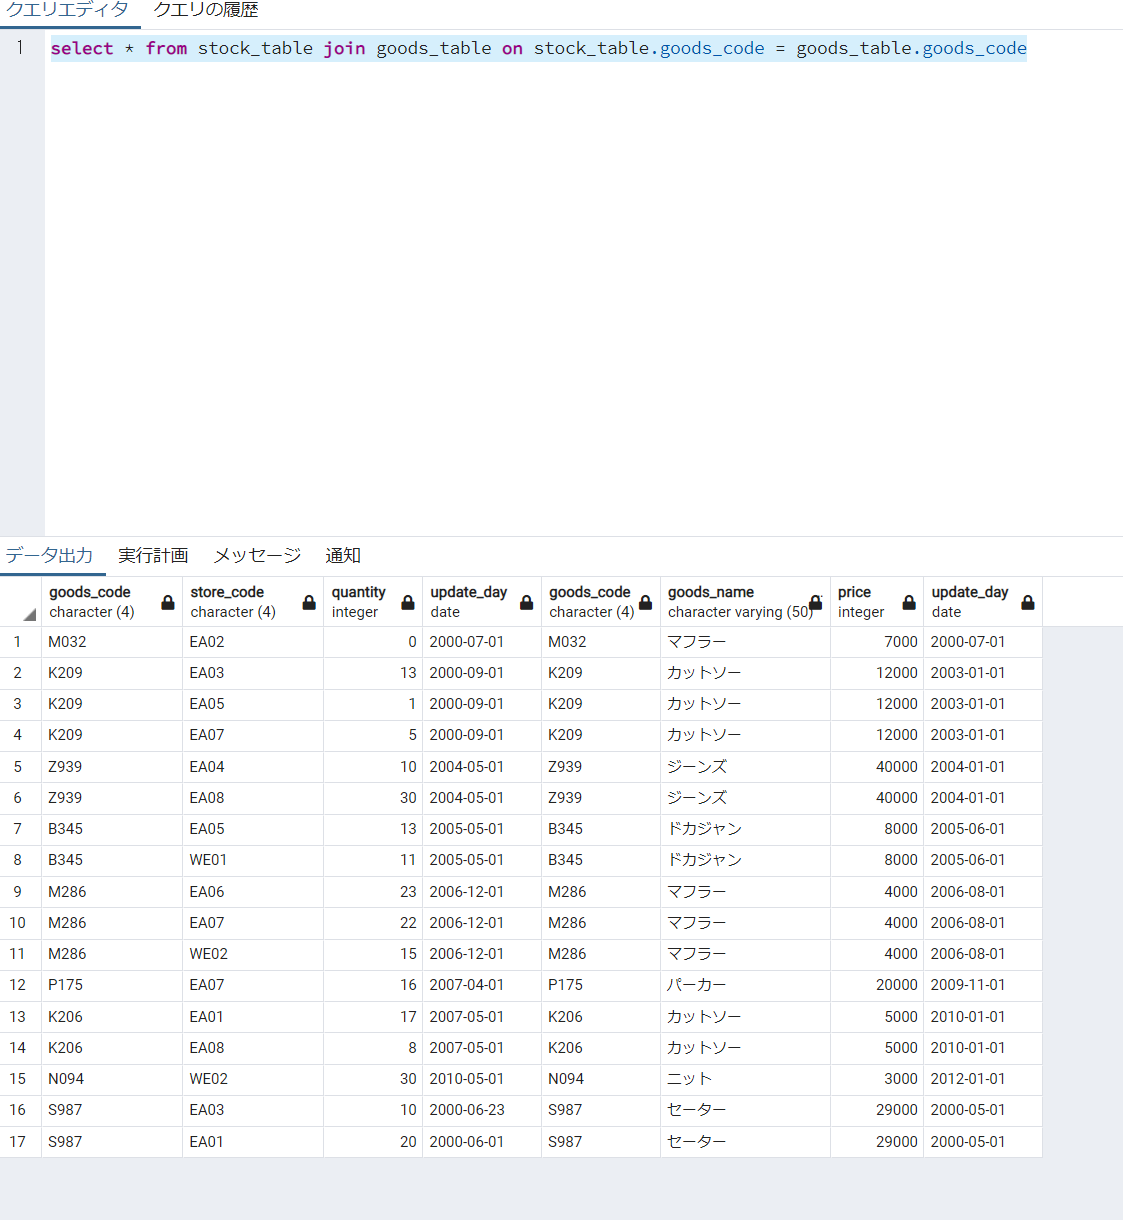 クエリエディタ クエリの履歴
1 select * from stock_table join goods_table on stock_table.goods_code = goods_table.goods_code
データ出力 実行計画 メッセージ 通知
goods_code store_code quantity update_day goods_code goods_name price update_day
character (4) character (4) integer date character (4) character varying (50) integer date
1 M032 EA02 0 2000-07-01 M032 マフラー 7000 2000-07-01
2 K209 EA03 13 2000-09-01 K209 カットソー 12000 2003-01-01
3 K209 EA05 1 2000-09-01 K209 カットソー 12000 2003-01-01
4 K209 EA07 5 2000-09-01 K209 カットソー 12000 2003-01-01
5 Z939 EA04 10 2004-05-01 Z939 ジーンズ 40000 2004-01-01
6 Z939 EA08 30 2004-05-01 Z939 ジーンズ 40000 2004-01-01
7 B345 EA05 13 2005-05-01 B345 ドカジャン 8000 2005-06-01
8 B345 WE01 11 2005-05-01 B345 ドカジャン 8000 2005-06-01
9 M286 EA06 23 2006-12-01 M286 マフラー 4000 2006-08-01
10 M286 EA07 22 2006-12-01 M286 マフラー 4000 2006-08-01
11 M286 WE02 15 2006-12-01 M286 マフラー 4000 2006-08-01
12 P175 EA07 16 2007-04-01 P175 パーカー 20000 2009-11-01
13 K206 EA01 17 2007-05-01 K206 カットソー 5000 2010-01-01
14 K206 EA08 8 2007-05-01 K206 カットソー 5000 2010-01-01
15 N094 WE02 30 2010-05-01 N094 ニット 3000 2012-01-01
16 S987 EA03 10 2000-06-23 S987 セーター 29000 2000-05-01
17 S987 EA01 20 2000-06-01 S987 セーター 29000 2000-05-01